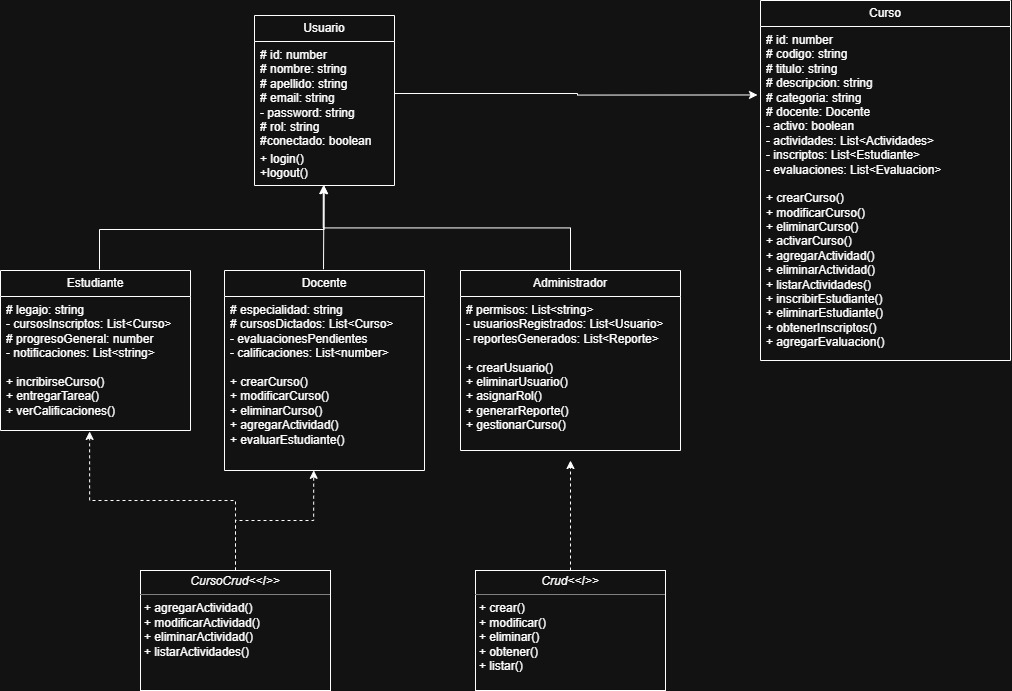 Usuario
# id: number
# nombre: string
# apellido: string
# email: string
- password: string
# rol: string
#conectado: boolean
+ login()
+logout()
Curso
# id: number
# codigo: string
# titulo: string
# descripcion: string
# categoria: string
# docente: Docente
- activo: boolean
- actividades: List<Actividades>
- inscriptos: List<Estudiante>
- evaluaciones: List<Evaluacion>
+ crearCurso()
+ modificarCurso()
+ eliminarCurso()
+ activarCurso()
+ agregarActividad()
+ eliminarActividad()
+ listarActividades()
+ inscribirEstudiante()
+ eliminarEstudiante()
+ obtenerInscriptos()
+ agregarEvaluacion()
Estudiante
# legajo: string
- cursosInscriptos: List<Curso>
# progresoGeneral: number
- notificaciones: List<string>
+ incribirseCurso()
+ entregarTarea()
+ verCalificaciones()
Docente
# especialidad: string
# cursosDictados: List<Curso>
- evaluacionesPendientes
- calificaciones: List<number>
+ crearCurso()
+ modificarCurso()
+ eliminarCurso()
+ agregarActividad()
+ evaluarEstudiante()
Administrador
# permisos: List<string>
- usuariosRegistrados: List<Usuario>
- reportesGenerados: List<Reporte>
+ crearUsuario()
+ eliminarUsuario()
+ asignarRol()
+ generarReporte()
+ gestionarCurso()
CursoCrud<<I>>
+ agregarActividad()
+ modificarActividad()
+ eliminarActividad()
+ listarActividades()
Crud<<I>>
+ crear()
+ modificar()
+ eliminar()
+ obtener()
+ listar()